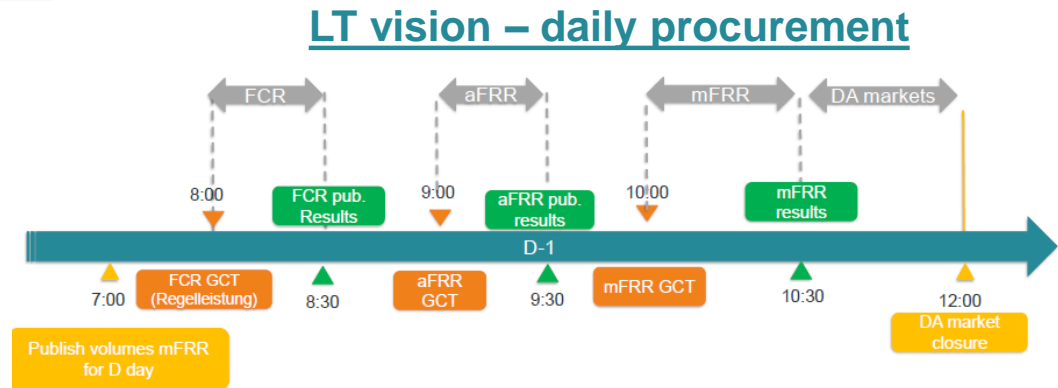 LT vision – daily procurement
FCR
aFRR
mFRR
DA markets
8:00
FCR pub.
Results
9:00
aFRR pub.
results
10:00
mFRR
results
D-1
7:00
FCR GCT
(Regelleistung)
8:30
aFRR
GCT
9:30
mFRR GCT
10:30
12:00
Publish volumes mFRR
for D day
DA market
closure